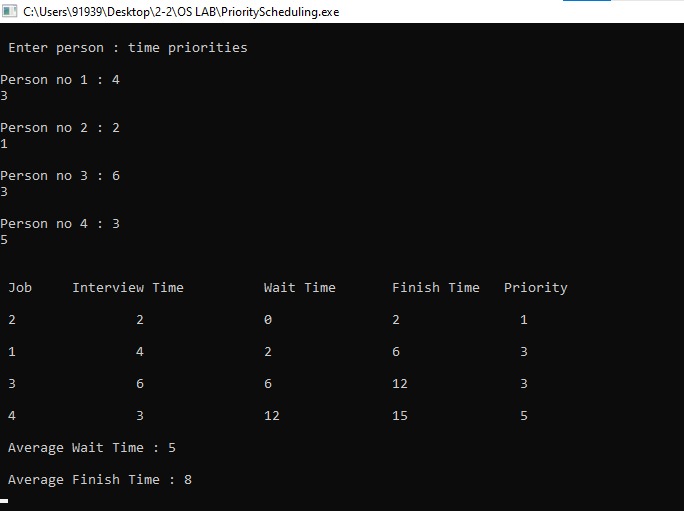 C:\Users\91939\Desktop\2-2\OS LAB\PriorityScheduling.exe
Enter person : time priorities
Person no 1 : 4
3
Person no 2 : 2
1
Person no 3 : 6
3
Person no 4 : 3
5
Job Interview Time Wait Time Finish Time Priority
2 2 0 2 1
1 4 2 6 3
3 6 6 12 3
4 3 12 15 5
Average Wait Time : 5
Average Finish Time : 8